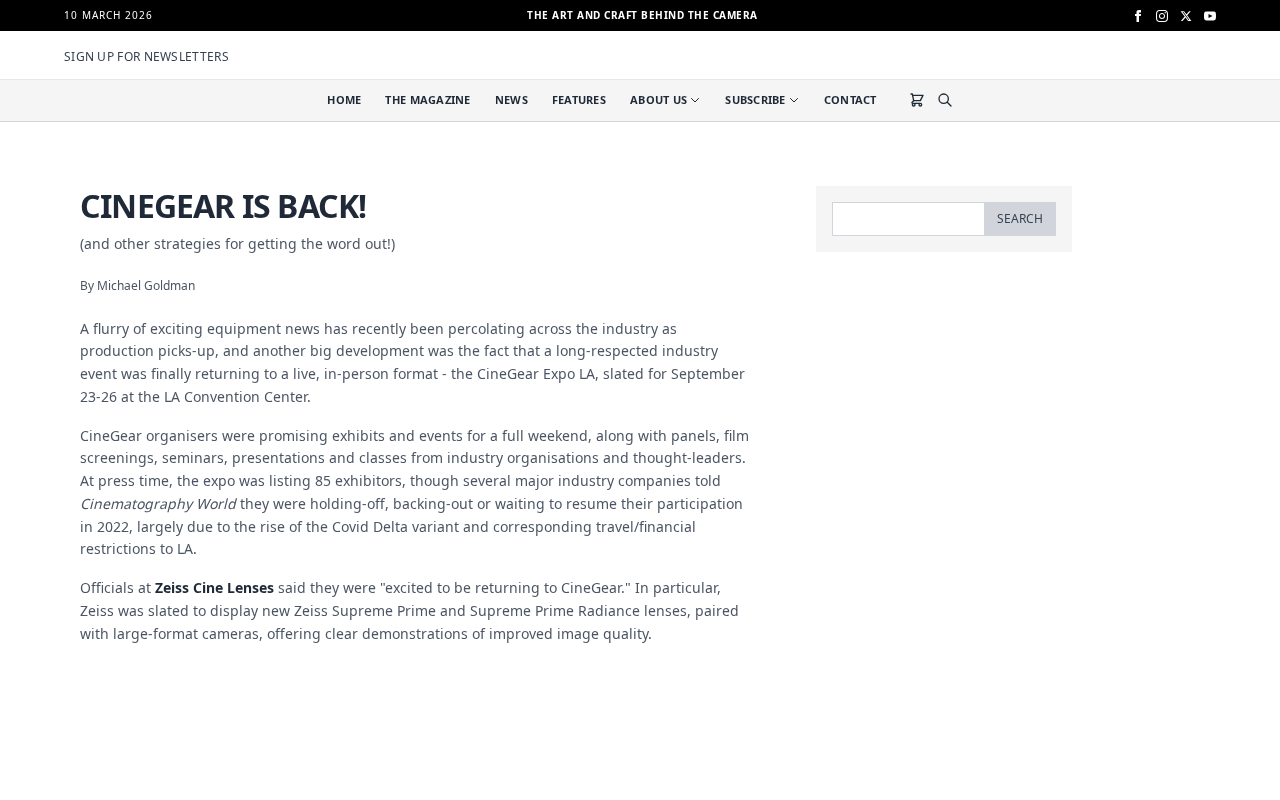 10 MARCH 2026
THE ART AND CRAFT BEHIND THE CAMERA
SIGN UP FOR NEWSLETTERS
HOME THE MAGAZINE NEWS FEATURES ABOUT US SUBSCRIBE CONTACT
CINEGEAR IS BACK!
SEARCH
(and other strategies for getting the word out!)
By Michael Goldman
A flurry of exciting equipment news has recently been percolating across the industry as
production picks-up, and another big development was the fact that a long-respected industry
event was finally returning to a live, in-person format - the CineGear Expo LA, slated for September
23-26 at the LA Convention Center.
CineGear organisers were promising exhibits and events for a full weekend, along with panels, film
screenings, seminars, presentations and classes from industry organisations and thought-leaders.
At press time, the expo was listing 85 exhibitors, though several major industry companies told
Cinematography World they were holding-off, backing-out or waiting to resume their participation
in 2022, largely due to the rise of the Covid Delta variant and corresponding travel/financial
restrictions to LA.
Officials at Zeiss Cine Lenses said they were "excited to be returning to CineGear." In particular,
Zeiss was slated to display new Zeiss Supreme Prime and Supreme Prime Radiance lenses, paired
with large-format cameras, offering clear demonstrations of improved image quality.